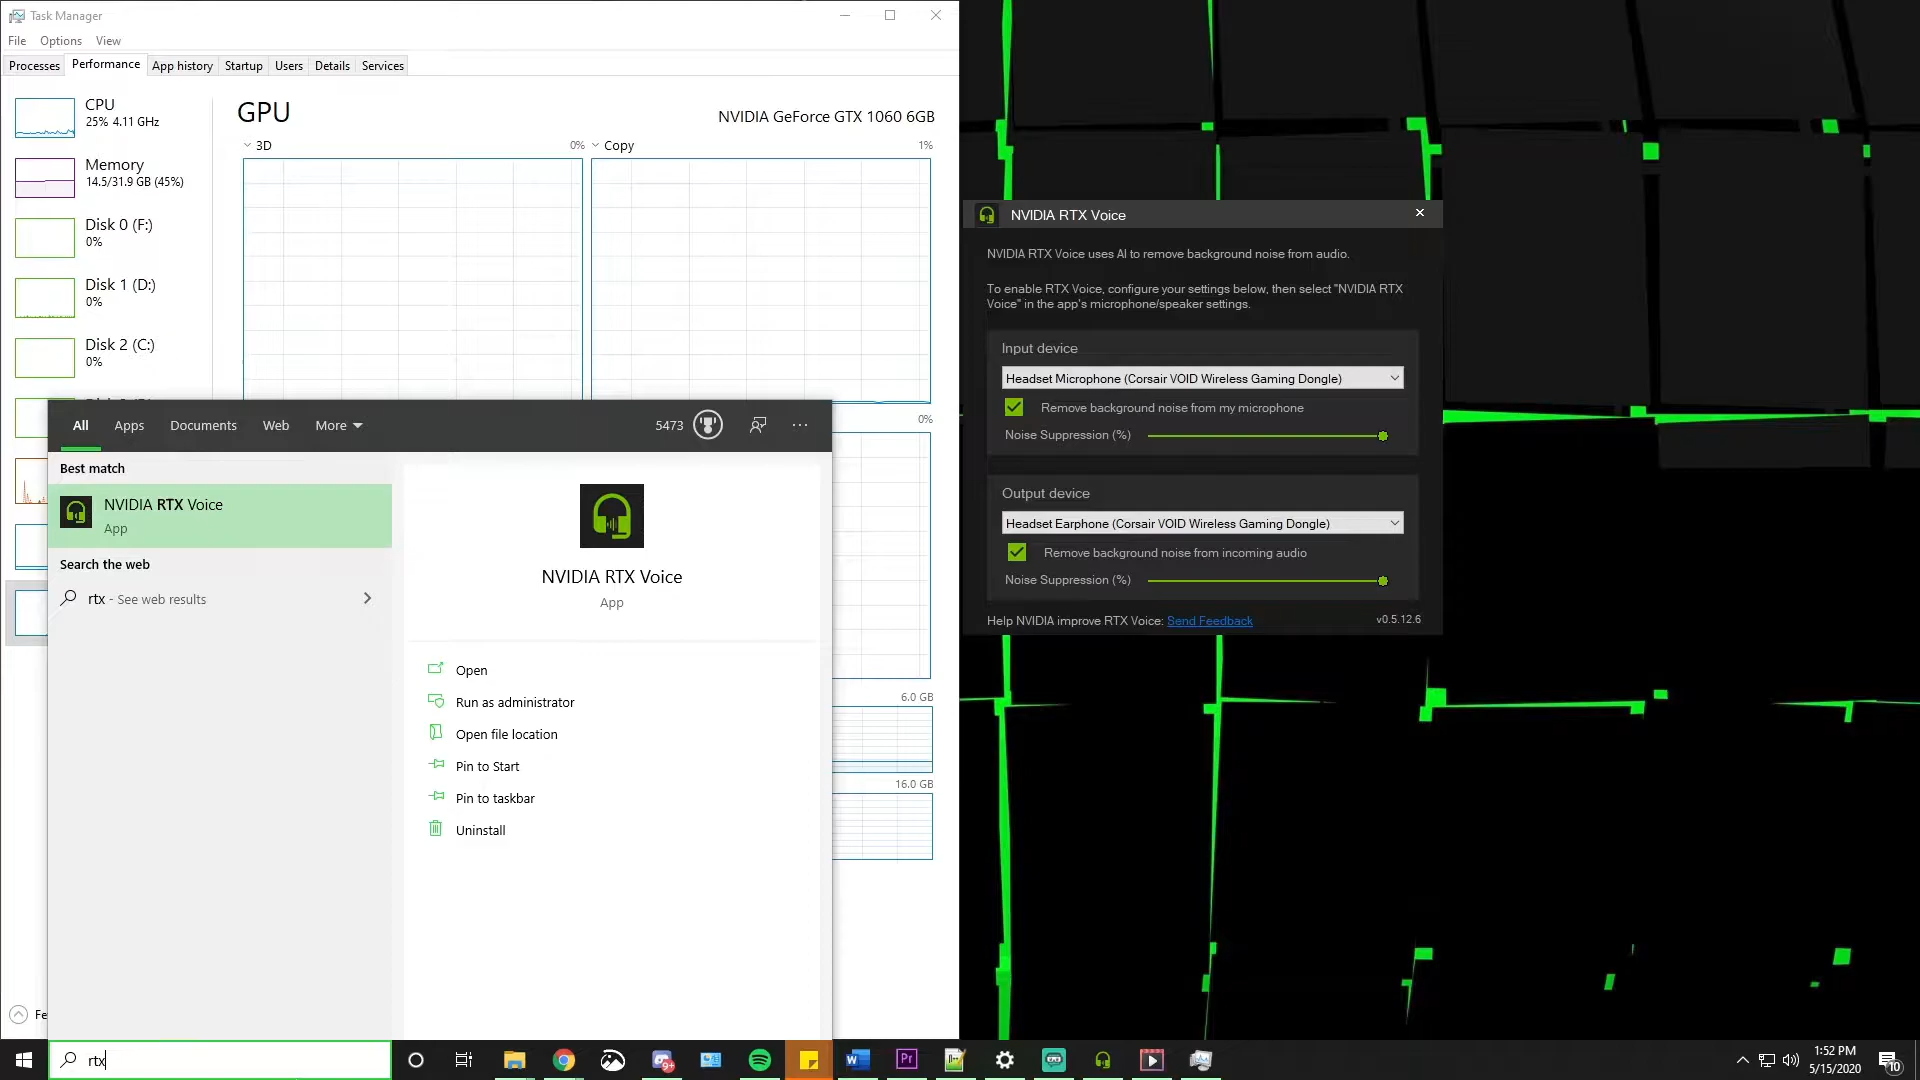 Task Manager
File Options View
Processes Performance App history Startup Users Details Services
CPU
25% 4.11 GHz
Memory
14.5/31.9 GB (45%)
Disk 0 (F:)
0%
Disk 1 (D:)
0%
Disk 2 (C:)
0%
GPU
NVIDIA GeForce GTX 1060 6GB
3D 0%
Copy 1%
0%
6.0 GB
16.0 GB
Fe
All Apps Documents Web More 5473 ...
Best match
NVIDIA RTX Voice
App
Search the web
rtx - See web results
NVIDIA RTX Voice
App
Open
Run as administrator
Open file location
Pin to Start
Pin to taskbar
Uninstall
rtx
NVIDIA RTX Voice
NVIDIA RTX Voice uses AI to remove background noise from audio.
To enable RTX Voice, configure your settings below, then select "NVIDIA RTX
Voice" in the app's microphone/speaker settings.
Input device
Headset Microphone (Corsair VOID Wireless Gaming Dongle)
Remove background noise from my microphone
Noise Suppression (%)
Output device
Headset Earphone (Corsair VOID Wireless Gaming Dongle)
Remove background noise from incoming audio
Noise Suppression (%)
Help NVIDIA improve RTX Voice: Send Feedback
v0.5.12.6
9+
W
Pr
1:52 PM
5/15/2020
10